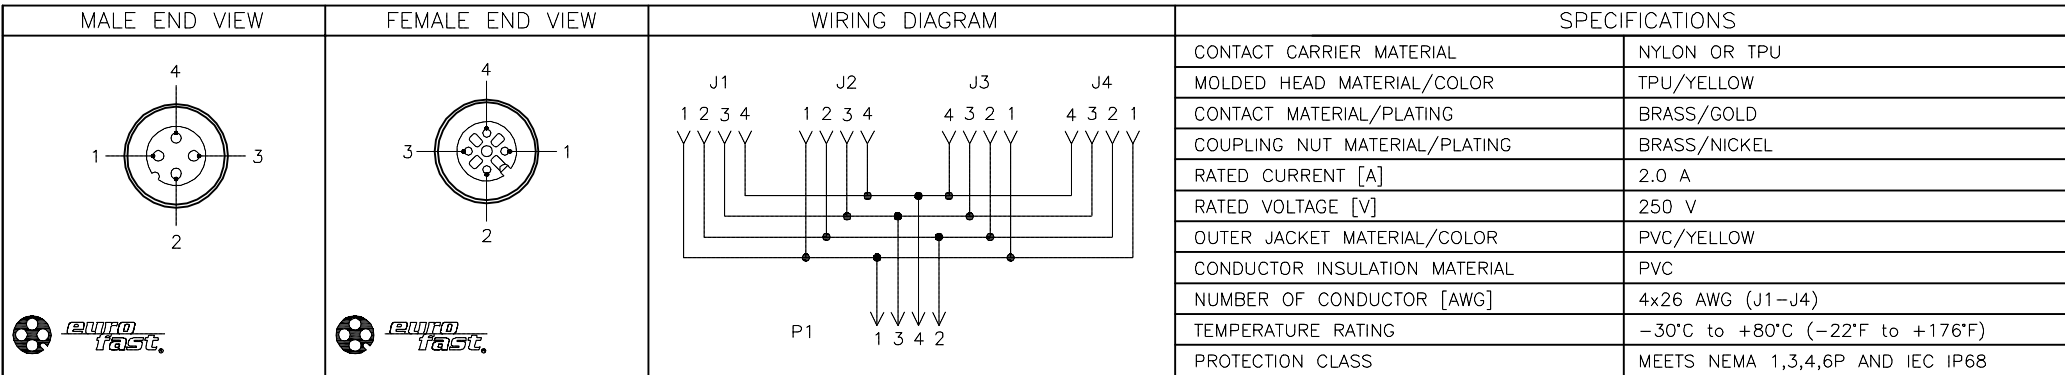 MALE END VIEW
4
1 3
2
euro
fast.
FEMALE END VIEW
4
3 1
2
euro
fast.
WIRING DIAGRAM
J1 J2 J3 J4
1 2 3 4 1 2 3 4 4 3 2 1 4 3 2 1
P1 1 3 4 2
SPECIFICATIONS
CONTACT CARRIER MATERIAL NYLON OR TPU
MOLDED HEAD MATERIAL/COLOR TPU/YELLOW
CONTACT MATERIAL/PLATING BRASS/GOLD
COUPLING NUT MATERIAL/PLATING BRASS/NICKEL
RATED CURRENT [A] 2.0 A
RATED VOLTAGE [V] 250 V
OUTER JACKET MATERIAL/COLOR PVC/YELLOW
CONDUCTOR INSULATION MATERIAL PVC
NUMBER OF CONDUCTOR [AWG] 4x26 AWG (J1-J4)
TEMPERATURE RATING -30°C to +80°C (-22°F to +176°F)
PROTECTION CLASS MEETS NEMA 1,3,4,6P AND IEC IP68